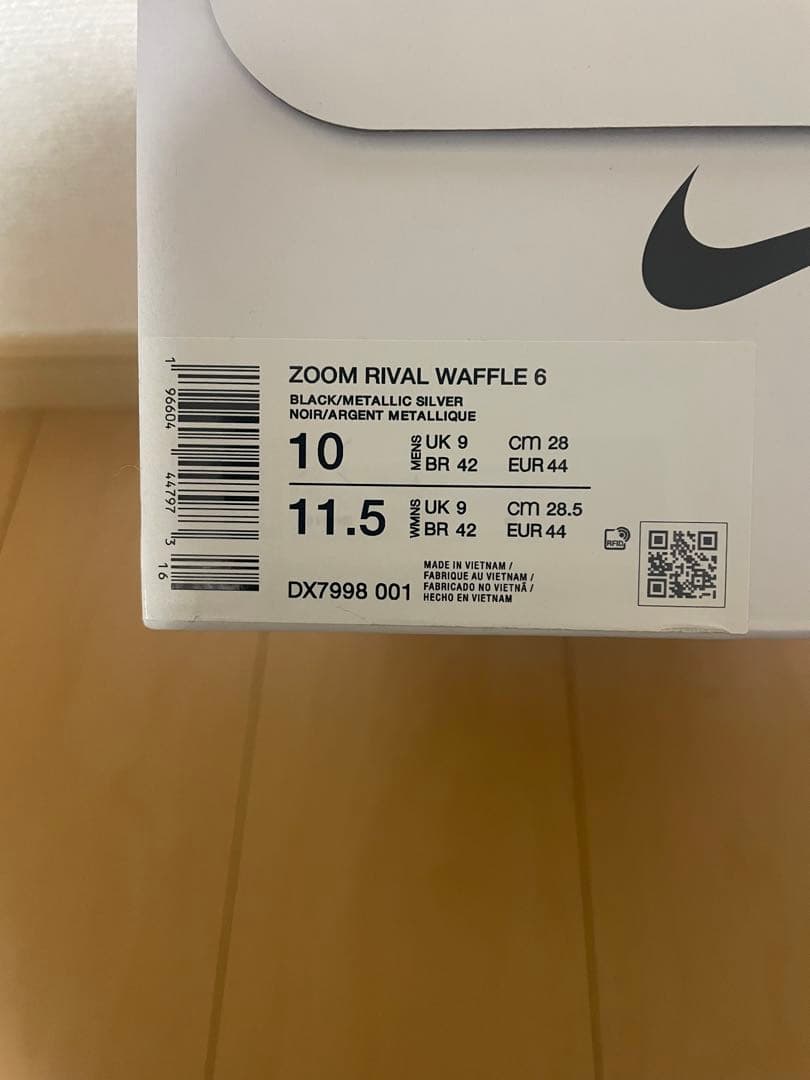 ZOOM RIVAL WAFFLE 6
BLACK/METALLIC SILVER
NOIR/ARGENT METALLIQUE
10 MENS UK 9 cm 28
BR 42 EUR 44
11.5 WMNS UK 9 cm 28.5
BR 42 EUR 44
DX7998 001
MADE IN VIETNAM /
FABRIQUE AU VIETNAM /
FABRICADO NO VIETNÃ /
HECHO EN VIETNAM
RFID
1 96604 44797 3 16